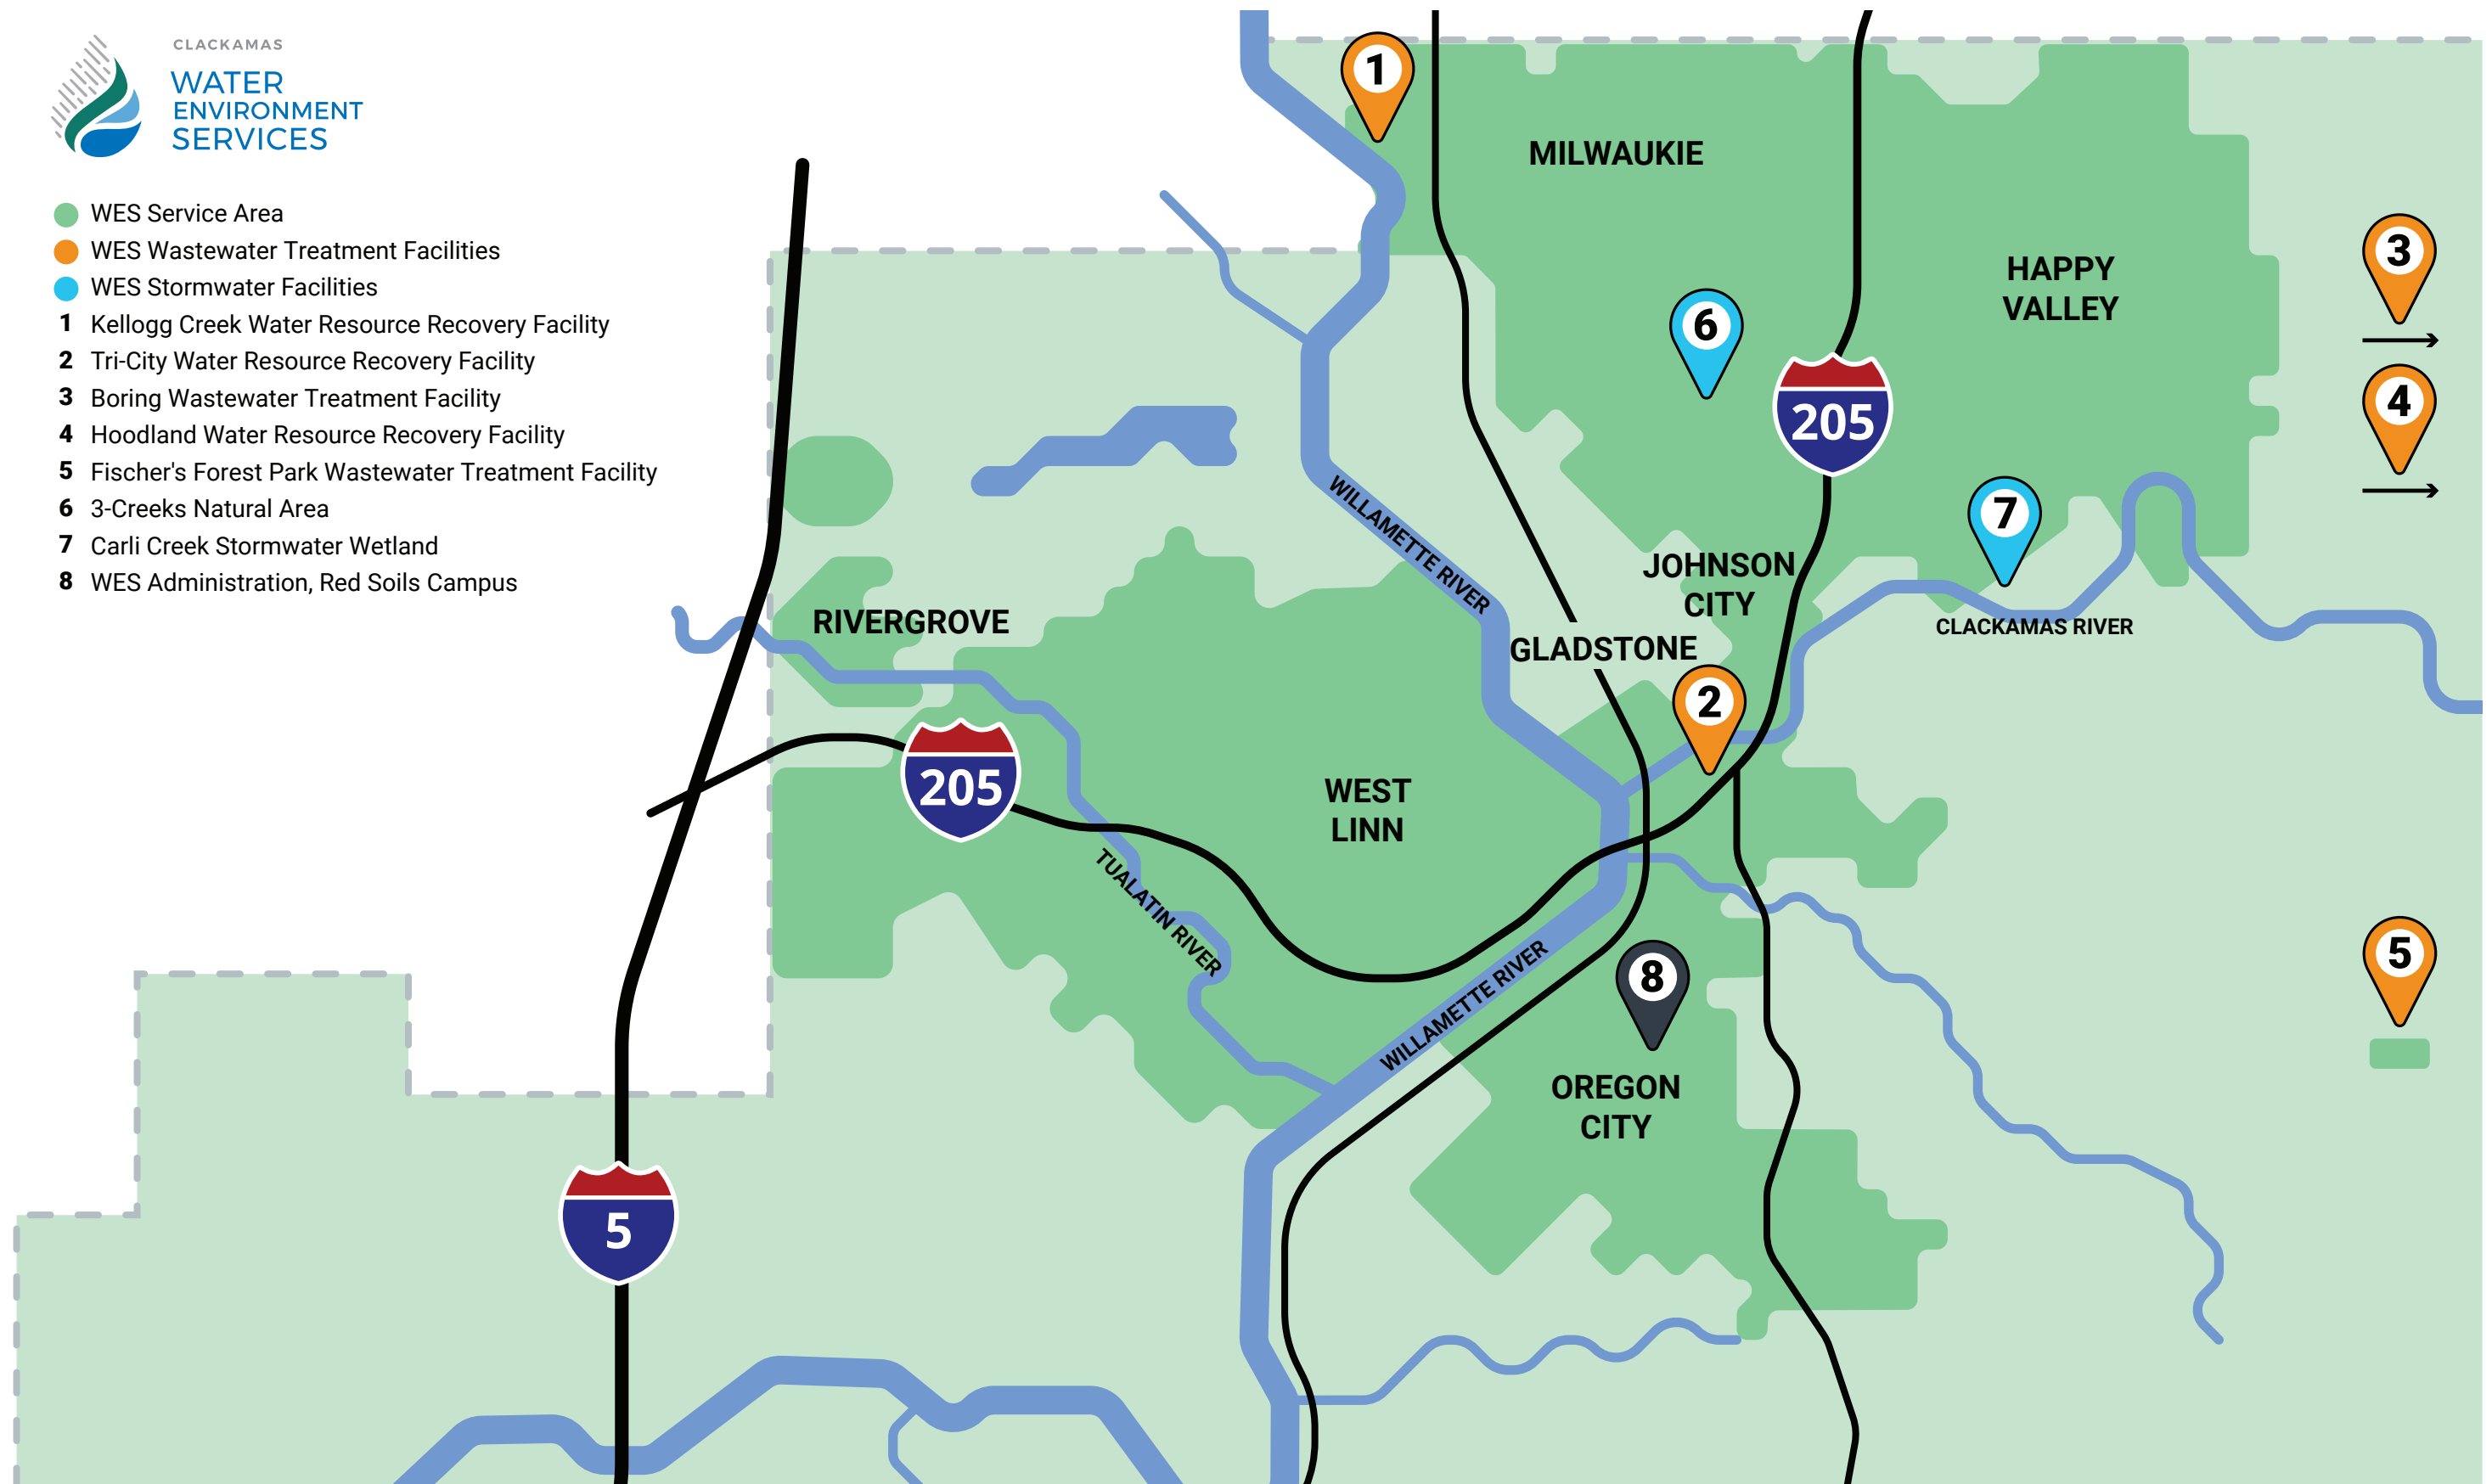 CLACKAMAS
WATER
ENVIRONMENT
SERVICES
WES Service Area
WES Wastewater Treatment Facilities
WES Stormwater Facilities
1 Kellogg Creek Water Resource Recovery Facility
2 Tri-City Water Resource Recovery Facility
3 Boring Wastewater Treatment Facility
4 Hoodland Water Resource Recovery Facility
5 Fischer's Forest Park Wastewater Treatment Facility
6 3-Creeks Natural Area
7 Carli Creek Stormwater Wetland
8 WES Administration, Red Soils Campus
1
MILWAUKIE
3
HAPPY
VALLEY
6
4
205
WILLAMETTE RIVER
7
JOHNSON
CITY
CLACKAMAS RIVER
RIVERGROVE
GLADSTONE
2
205
WEST
LINN
TUALATIN RIVER
5
8
WILLAMETTE RIVER
OREGON
CITY
5